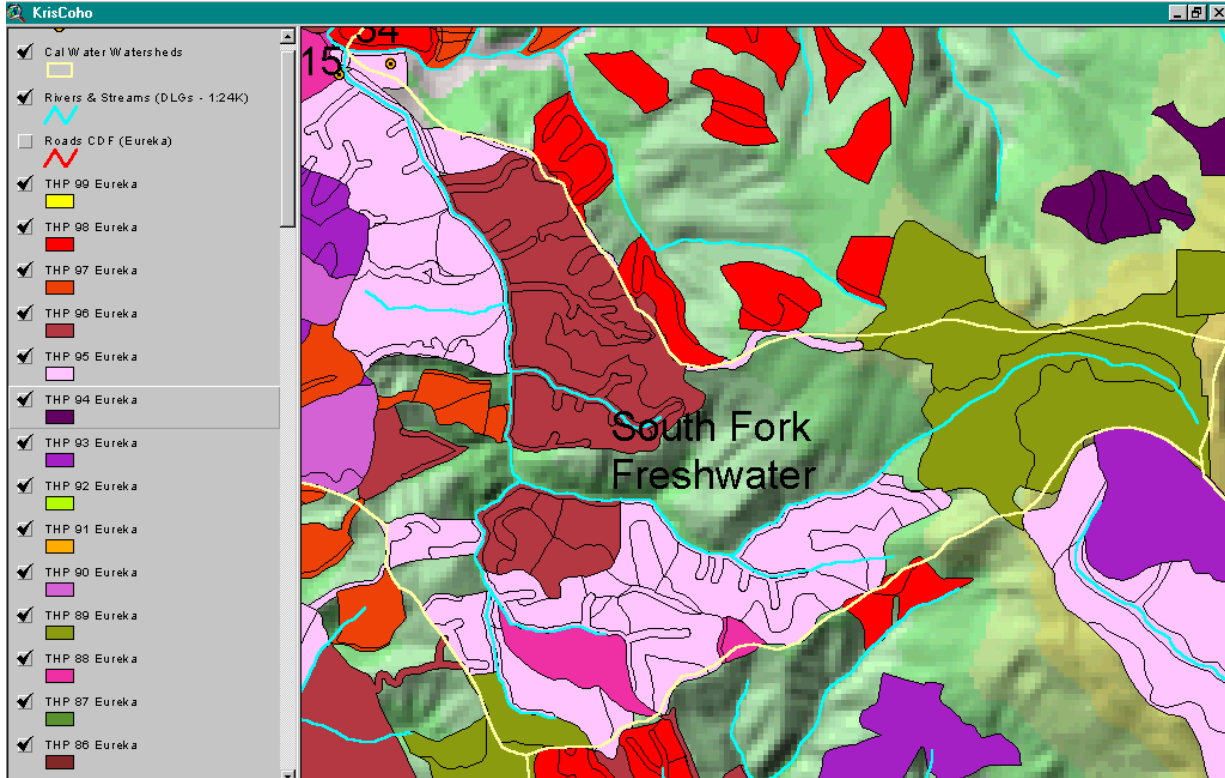 KrisCoho
Cal Water Watersheds
Rivers & Streams (DLGs - 1:24K)
Roads CDF (Eureka)
THP 99 Eureka
THP 98 Eureka
THP 97 Eureka
THP 96 Eureka
THP 95 Eureka
THP 94 Eureka
THP 93 Eureka
THP 92 Eureka
THP 91 Eureka
THP 90 Eureka
THP 89 Eureka
THP 88 Eureka
THP 87 Eureka
THP 86 Eureka
15
South Fork
Freshwater